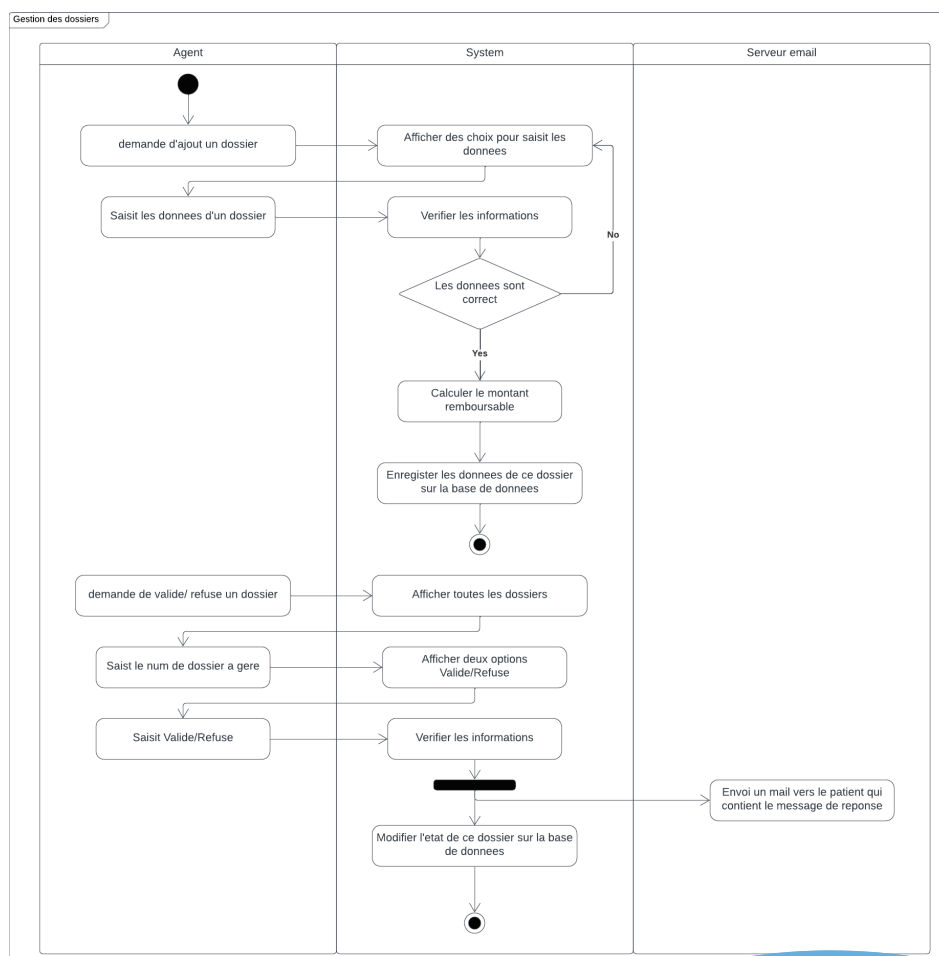 Gestion des dossiers
Agent
System
Serveur email
demande d'ajout un dossier
Afficher des choix pour saisit les
donnees
Saisit les donnees d'un dossier
Verifier les informations
No
Les donnees sont
correct
Yes
Calculer le montant
remboursable
Enregister les donnees de ce dossier
sur la base de donnees
demande de valide/ refuse un dossier
Afficher toutes les dossiers
Saist le num de dossier a gere
Afficher deux options
Valide/Refuse
Saisit Valide/Refuse
Verifier les informations
Envoi un mail vers le patient qui
contient le message de reponse
Modifier l'etat de ce dossier sur la base
de donnees